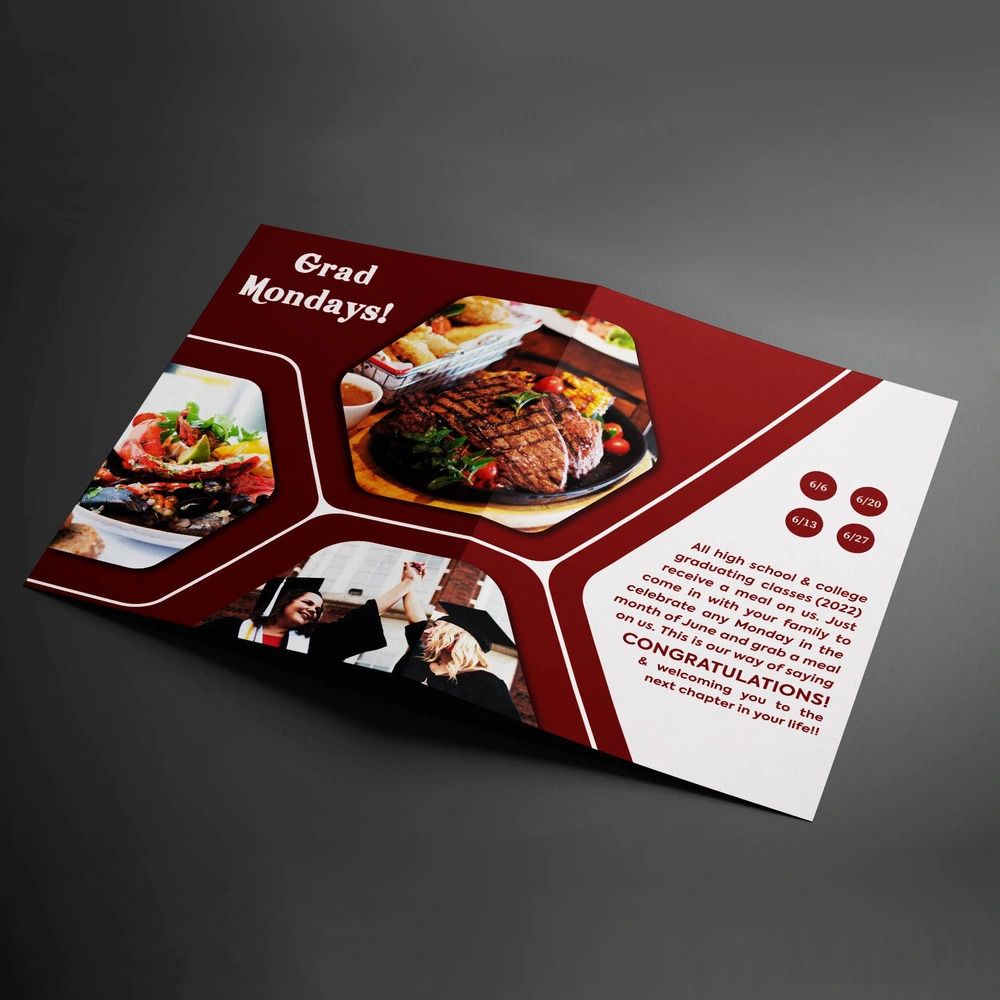 Grad
Mondays!
6/6
6/20
6/13
6/27
All high school & college
graduating classes (2022)
receive a meal on us. Just
come in with your family to
celebrate any Monday in the
month of June and grab a meal
on us. This is our way of saying
CONGRATULATIONS!
& welcoming you to the
next chapter in your life!!